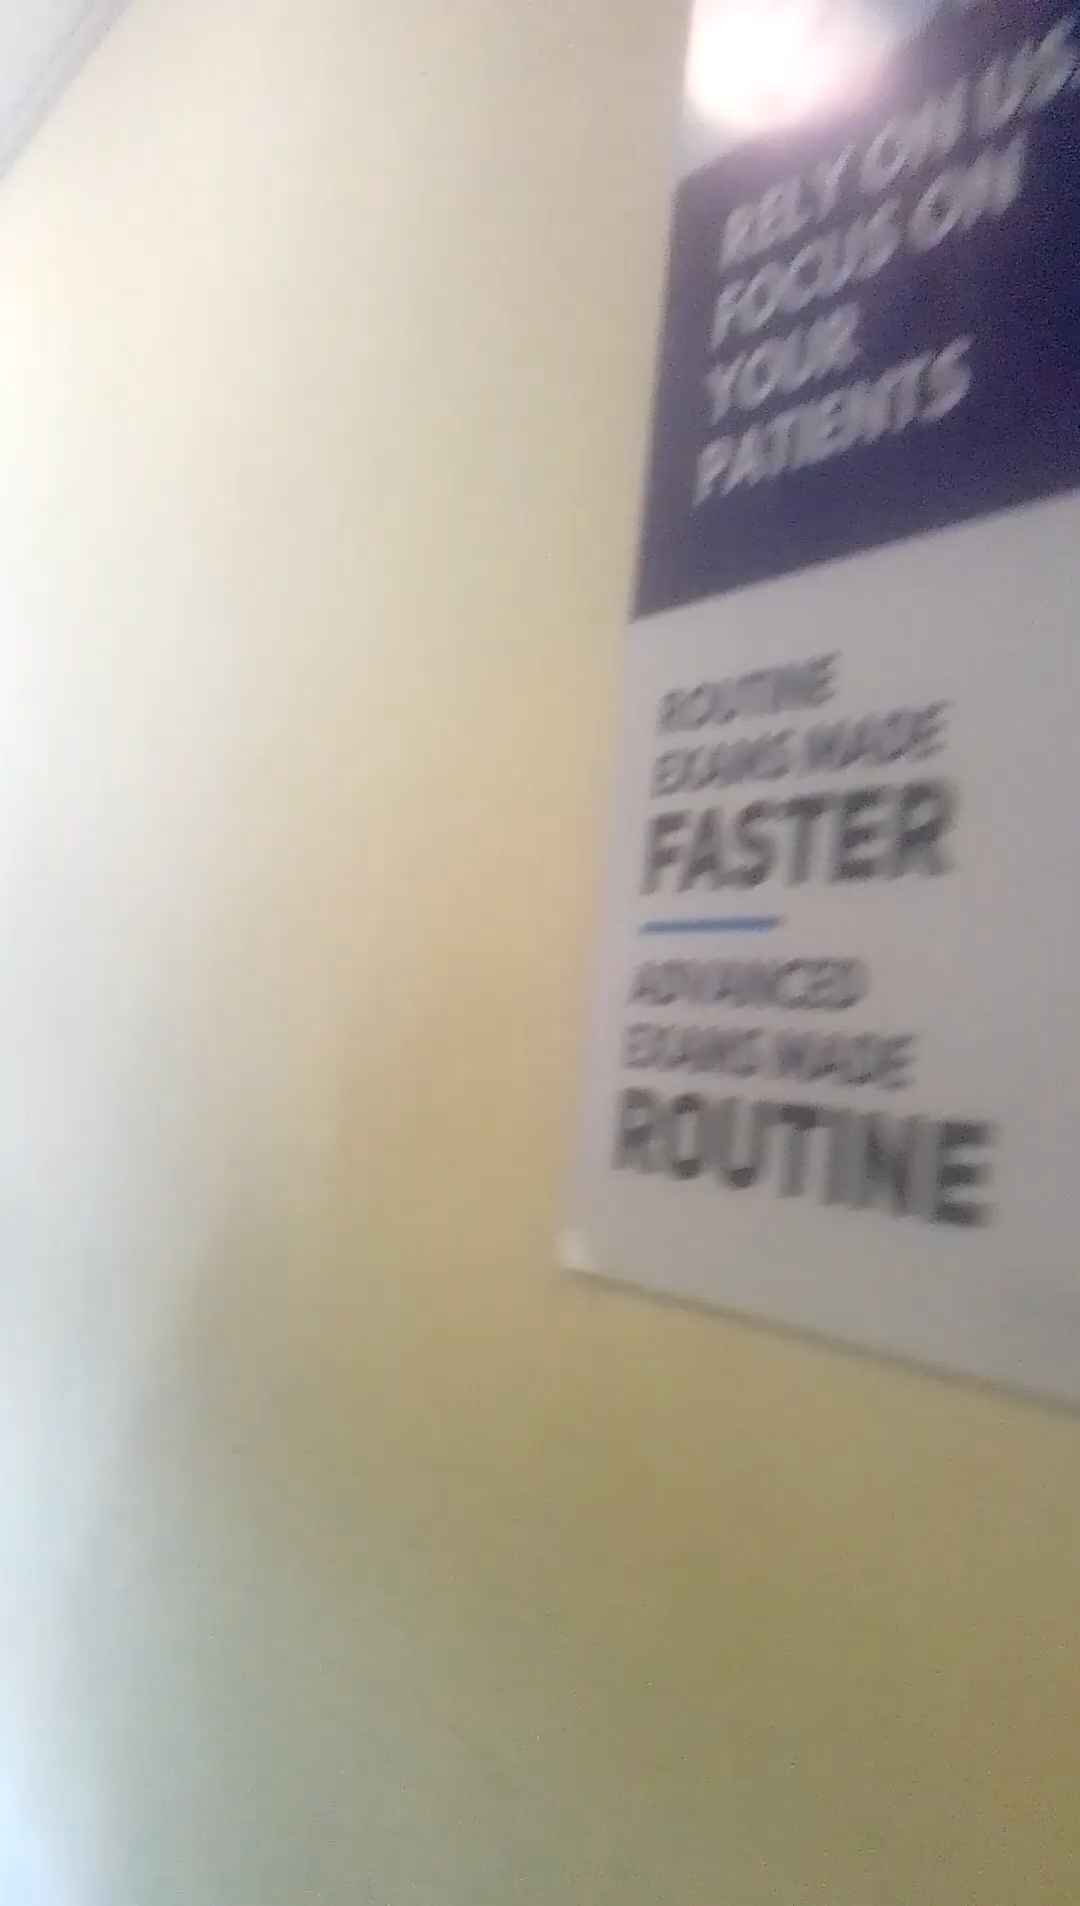 RELY ON US.
FOCUS ON
YOUR
PATIENTS
ROUTINE
EXAMS MADE
FASTER
ADVANCED
EXAMS MADE
ROUTINE